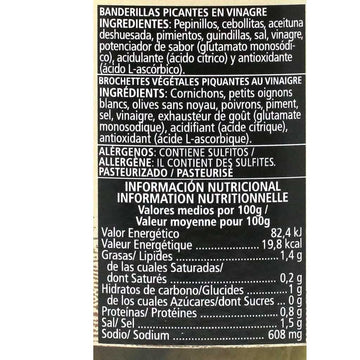 BANDERILLAS PICANTES EN VINAGRE
INGREDIENTES: Pepinillos, cebollitas, aceituna
deshuesada, pimientos, guindillas, sal, vinagre,
potenciador de sabor (glutamato monosódi-
co), acidulante (ácido cítrico) y antioxidante
(ácido L-ascórbico).
BROCHETTES VÉGÉTALES PIQUANTES AU VINAIGRE
INGRÉDIENTS: Cornichons, petits oignons
blancs, olives sans noyau, poivrons, piment,
sel, vinaigre, exhausteur de goût (glutamate
monosodique), acidifiant (acide citrique),
antioxidant (acide L-ascorbique).
ALÉRGENOS: CONTIENE SULFITOS /
ALLERGÈNE: IL CONTIENT DES SULFITES.
PASTEURIZADO / PASTEURISÉ
INFORMACIÓN NUTRICIONAL
INFORMATION NUTRITIONNELLE
Valores medios por 100g/
Valeur moyenne pour 100g
Valor Energético 82,4 kJ
Valeur Energétique ........ 19,8 kcal
Grasas/ Lipides ........ 1,4 g
de las cuales Saturadas/
dont Saturés ........ 0,2 g
Hidratos de carbono/Glucides ..... 1 g
de los cuales Azúcares/dont Sucres ... 0 g
Proteínas/ Protéines ........ 0,8 g
Sal/ Sel ........ 1,5 g
Sodio/ Sodium ........ 608 mg